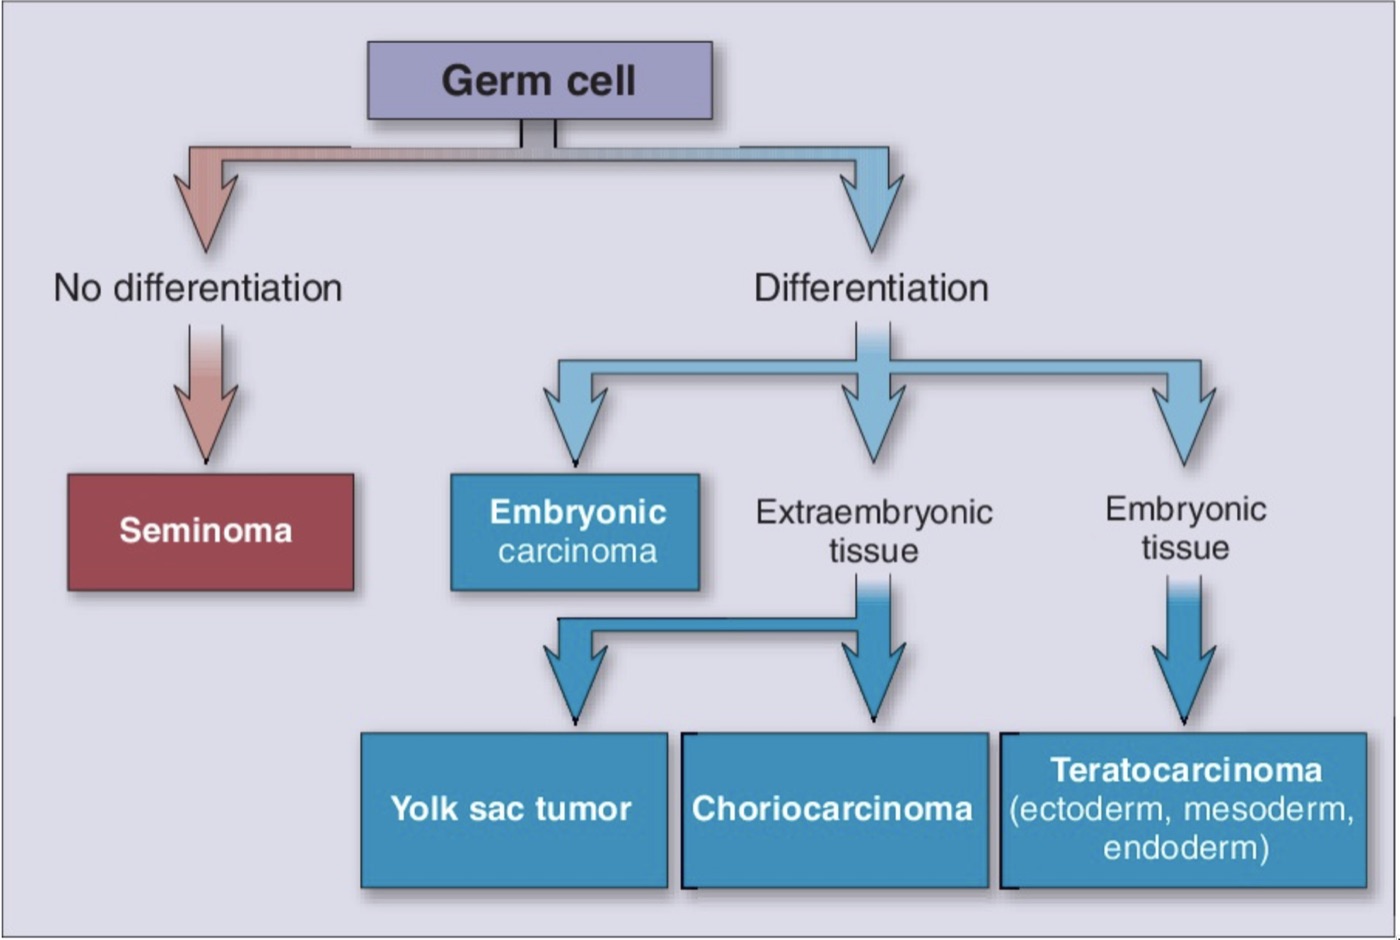 Germ cell
No differentiation
Differentiation
Seminoma
Embryonic
carcinoma
Extraembryonic
tissue
Embryonic
tissue
Yolk sac tumor
Choriocarcinoma
Teratocarcinoma
(ectoderm, mesoderm,
endoderm)